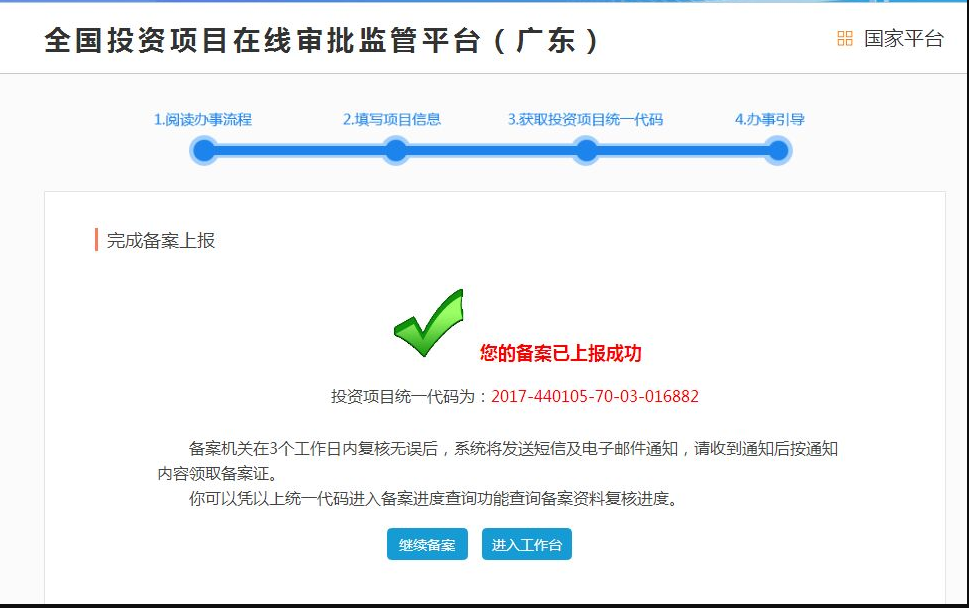 全国投资项目在线审批监管平台（广东）
国家平台
1.阅读办事流程
2.填写项目信息
3.获取投资项目统一代码
4.办事引导
完成备案上报
您的备案已上报成功
投资项目统一代码为：2017-440105-70-03-016882
备案机关在3个工作日内复核无误后，系统将发送短信及电子邮件通知，请收到通知后按通知
内容领取备案证。
你可以凭以上统一代码进入备案进度查询功能查询备案资料复核进度。
继续备案
进入工作台